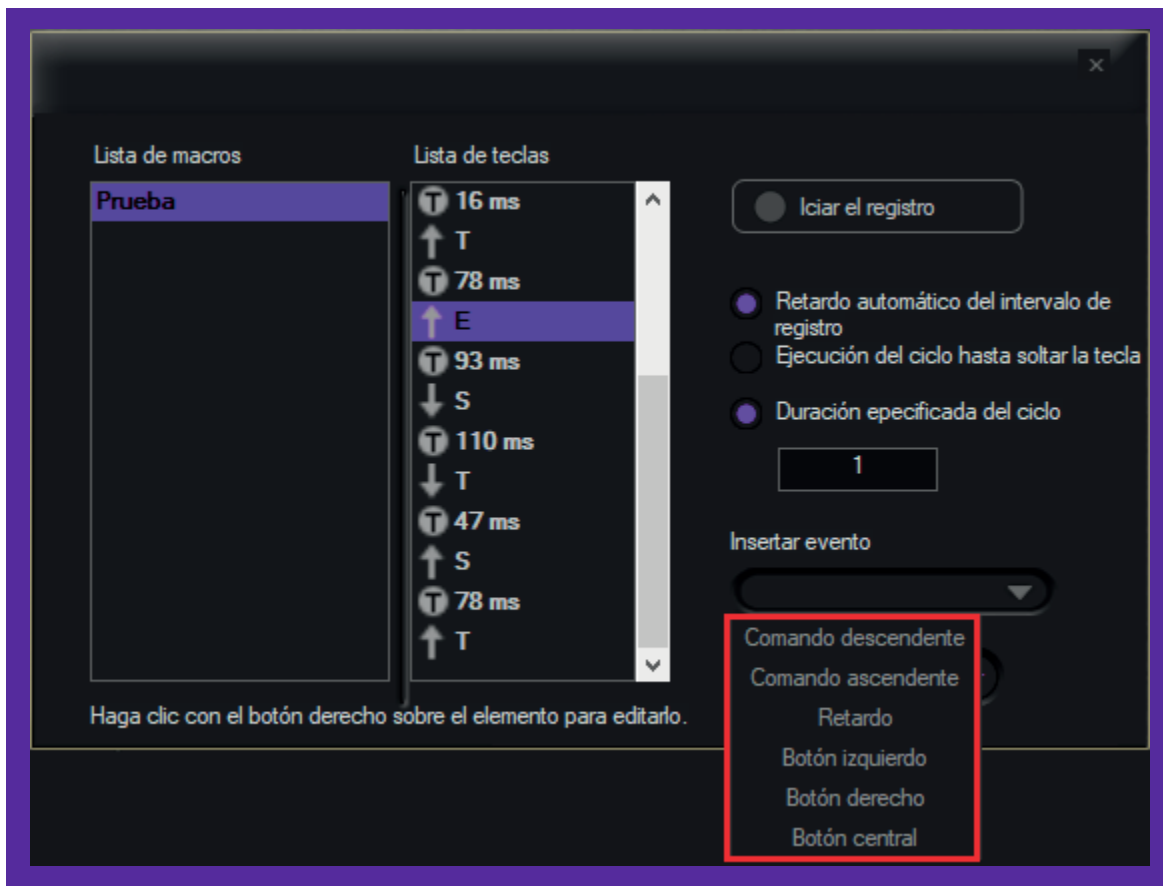 Lista de macros
Prueba
Lista de teclas
T 16 ms
T
T 78 ms
E
T 93 ms
S
T 110 ms
T
T 47 ms
S
T 78 ms
T
Haga clic con el botón derecho sobre el elemento para editarlo.
Iciar el registro
Retardo automático del intervalo de
registro
Ejecución del ciclo hasta soltar la tecla
Duración epecificada del ciclo
1
Insertar evento
Comando descendente
Comando ascendente
Retardo
Botón izquierdo
Botón derecho
Botón central